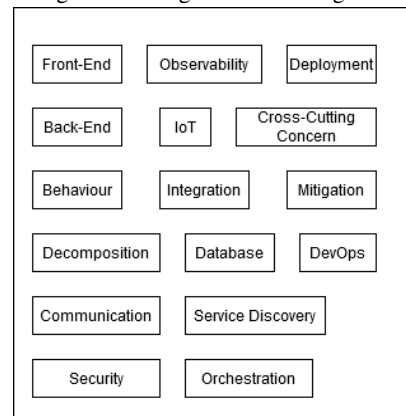 Front-End Observability Deployment
Back-End IoT Cross-Cutting
Concern
Behaviour Integration Mitigation
Decomposition Database DevOps
Communication Service Discovery
Security Orchestration